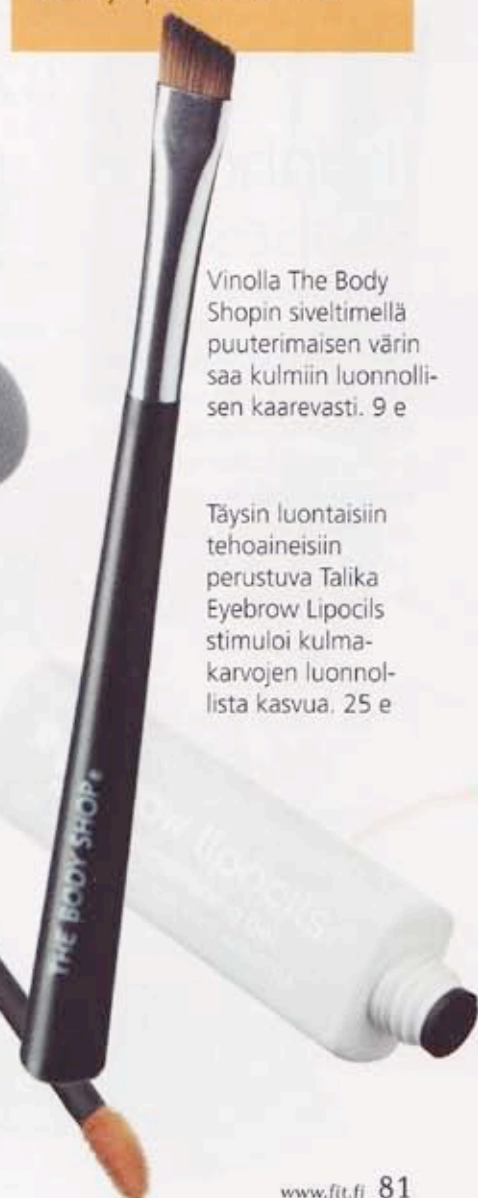 Vinolla The Body
Shopin siveltimellä
puuterimaisen värin
saa kulmiin luonnolli-
sen kaarevasti. 9 e
Täysin luontaisiin
tehoaineisiin
perustuva Talika
Eyebrow Lipocils
stimuloi kulma-
karvojen luonnol-
lista kasvua. 25 e
THE BODY SHOP®
lipocils
www.fit.fi 81